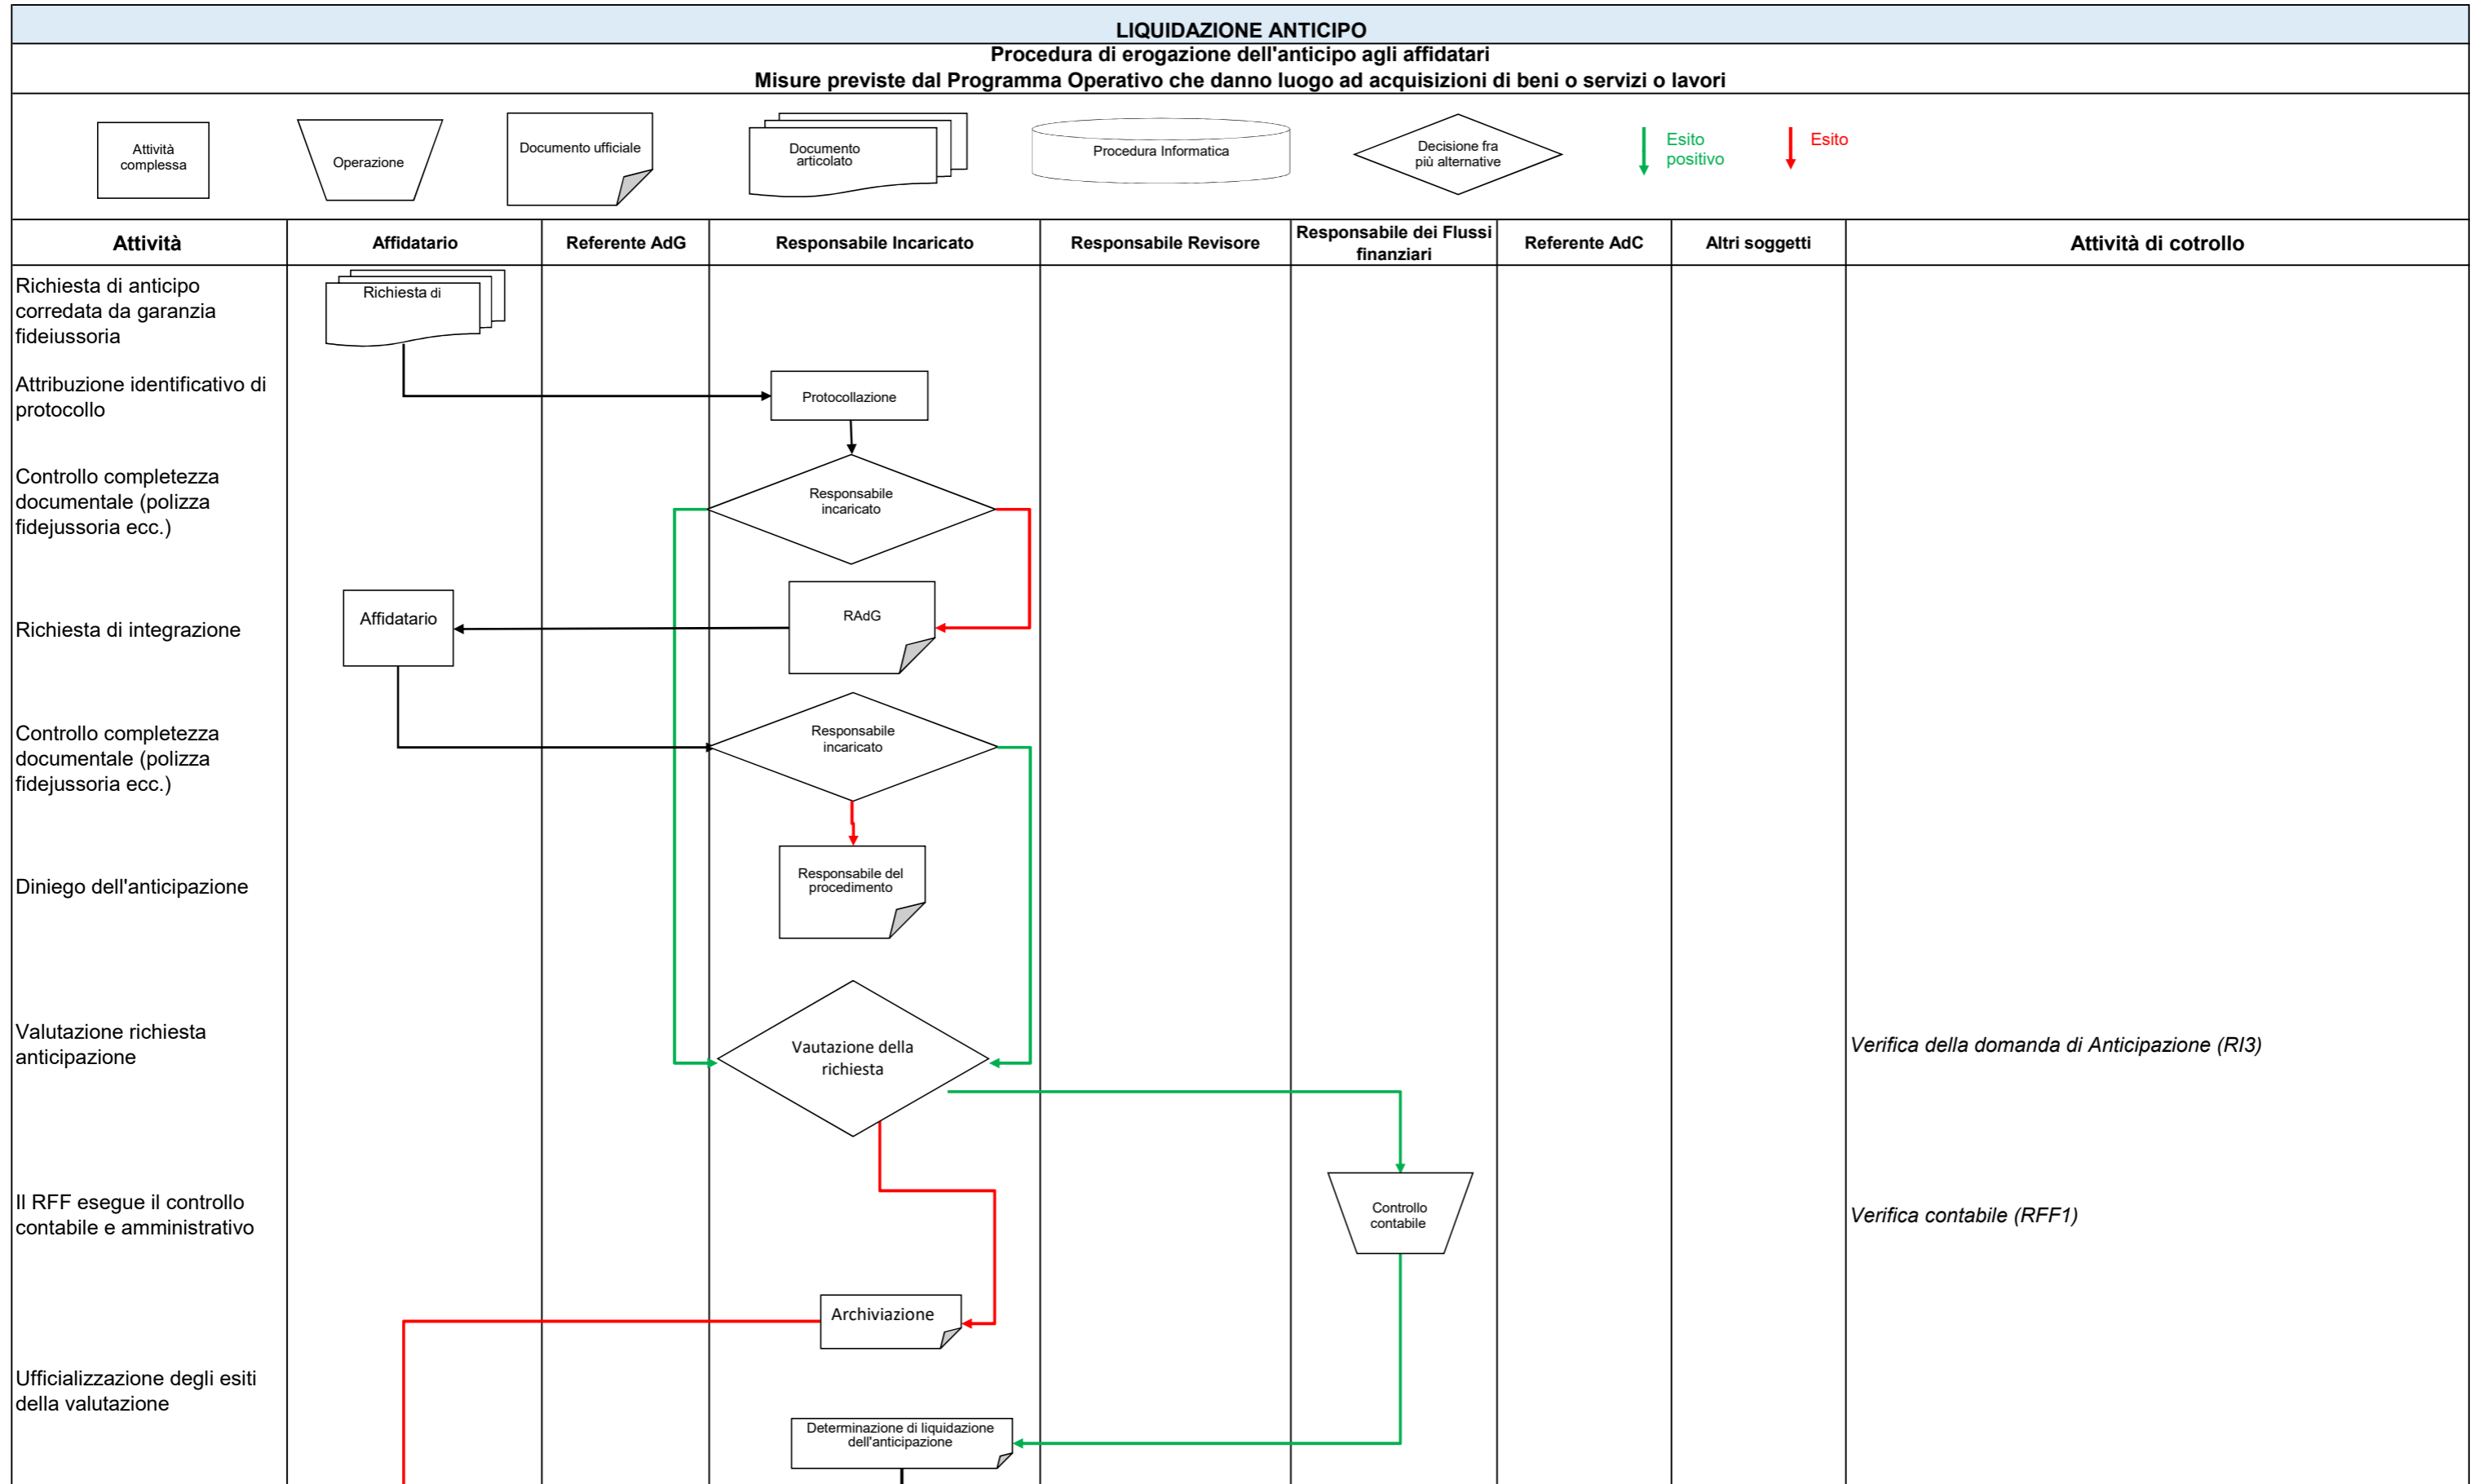 LIQUIDAZIONE ANTICIPO
Procedura di erogazione dell'anticipo agli affidatari
Misure previste dal Programma Operativo che danno luogo ad acquisizioni di beni o servizi o lavori
Attività
complessa
Operazione
Documento ufficiale
Documento
articolato
Procedura Informatica
Decisione fra
più alternative
Esito
positivo
Esito
Attività
Affidatario
Referente AdG
Responsabile Incaricato
Responsabile Revisore
Responsabile dei Flussi
finanziari
Referente AdC
Altri soggetti
Attività di cotrollo
Richiesta di anticipo
corredata da garanzia
fideiussoria
Richiesta di
Attribuzione identificativo di
protocollo
Protocollazione
Controllo completezza
documentale (polizza
fidejussoria ecc.)
Responsabile
incaricato
Richiesta di integrazione
Affidatario
RAdG
Controllo completezza
documentale (polizza
fidejussoria ecc.)
Responsabile
incaricato
Diniego dell'anticipazione
Responsabile del
procedimento
Valutazione richiesta
anticipazione
Vautazione della
richiesta
Verifica della domanda di Anticipazione (RI3)
Il RFF esegue il controllo
contabile e amministrativo
Controllo
contabile
Verifica contabile (RFF1)
Archiviazione
Ufficializzazione degli esiti
della valutazione
Determinazione di liquidazione
dell'anticipazione